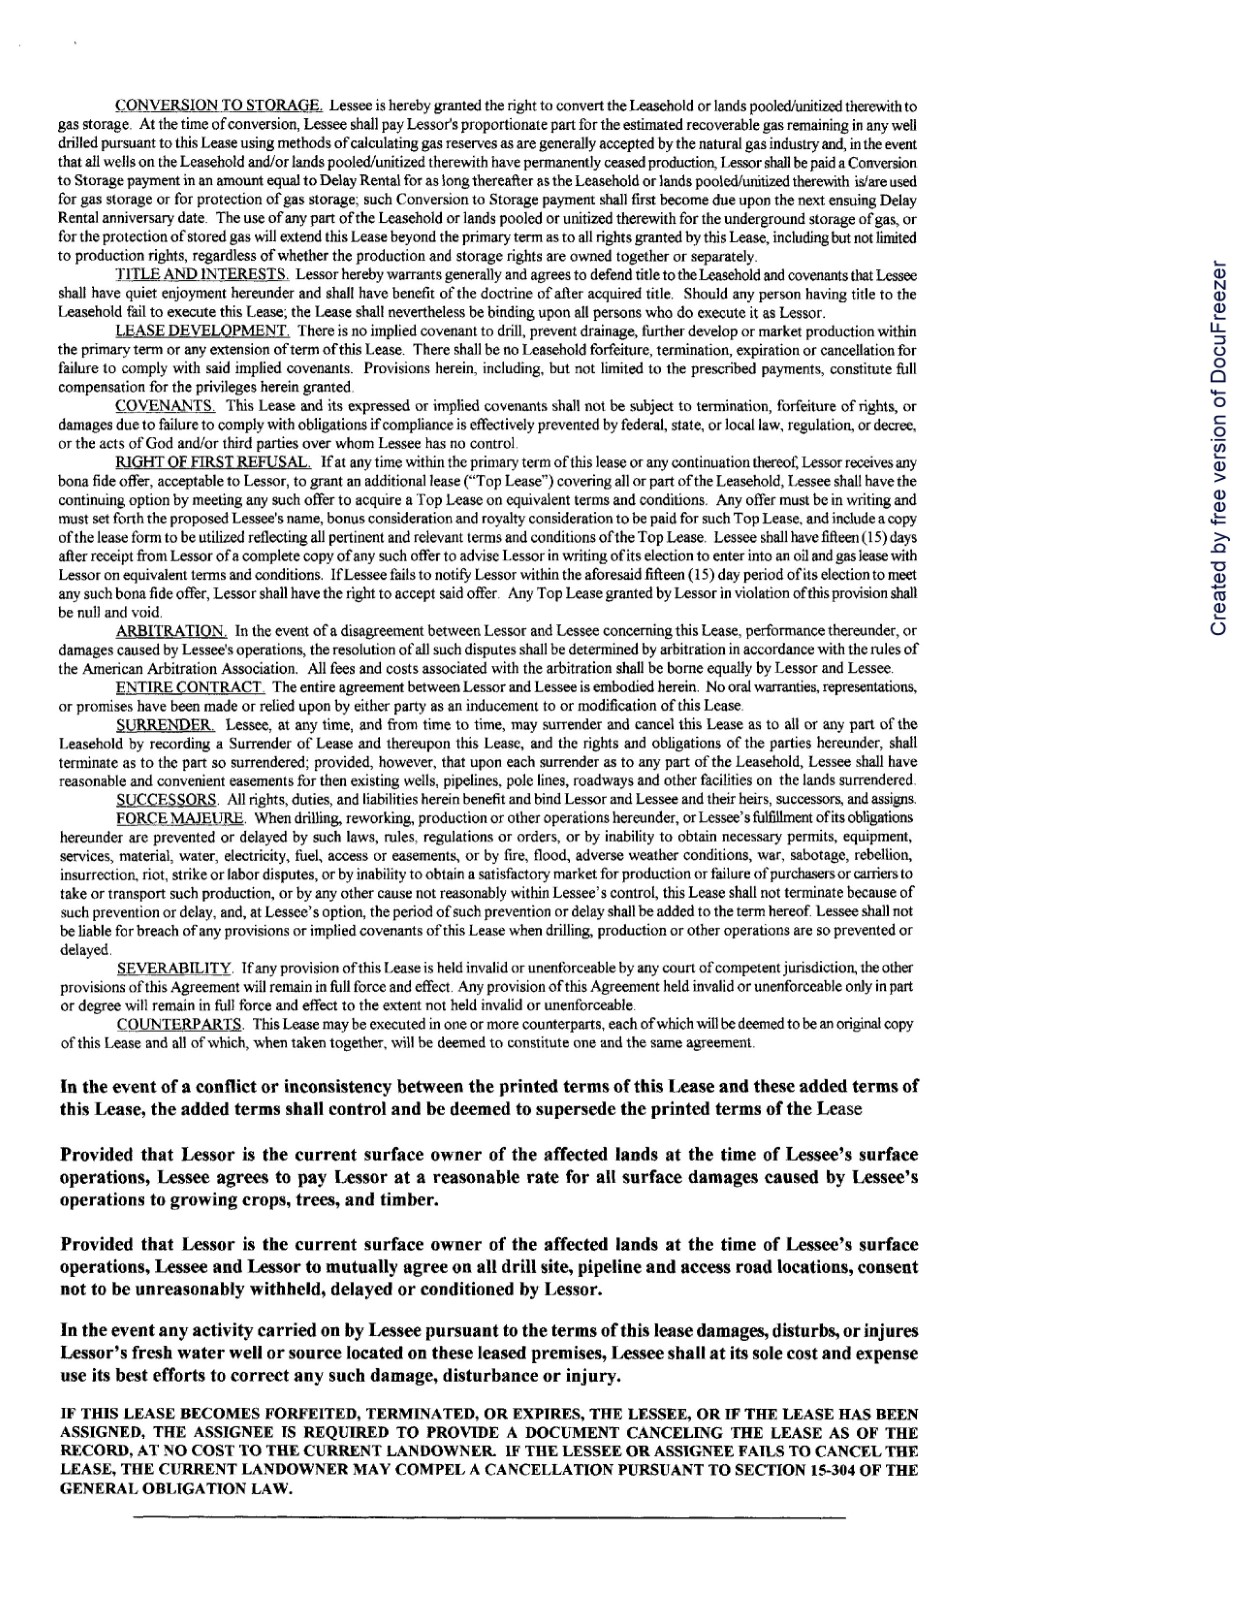 CONVERSION TO STORAGE. Lessee is hereby granted the right to convert the Leasehold or lands pooled/unitized therewith to
gas storage. At the time of conversion, Lessee shall pay Lessor's proportionate part for the estimated recoverable gas remaining in any well
drilled pursuant to this Lease using methods of calculating gas reserves as are generally accepted by the natural gas industry and, in the event
that all wells on the Leasehold and/or lands pooled/unitized therewith have permanently ceased production, Lessor shall be paid a Conversion
to Storage payment in an amount equal to Delay Rental for as long thereafter as the Leasehold or lands pooled/unitized therewith is/are used
for gas storage or for protection of gas storage; such Conversion to Storage payment shall first become due upon the next ensuing Delay
Rental anniversary date. The use of any part of the Leasehold or lands pooled or unitized therewith for the underground storage of gas, or
for the protection of stored gas will extend this Lease beyond the primary term as to all rights granted by this Lease, including but not limited
to production rights, regardless of whether the production and storage rights are owned together or separately.
TITLE AND INTERESTS. Lessor hereby warrants generally and agrees to defend title to the Leasehold and covenants that Lessee
shall have quiet enjoyment hereunder and shall have benefit of the doctrine of after acquired title. Should any person having title to the
Leasehold fail to execute this Lease; the Lease shall nevertheless be binding upon all persons who do execute it as Lessor.
LEASE DEVELOPMENT. There is no implied covenant to drill, prevent drainage, further develop or market production within
the primary term or any extension of term of this Lease. There shall be no Leasehold forfeiture, termination, expiration or cancellation for
failure to comply with said implied covenants. Provisions herein, including, but not limited to the prescribed payments, constitute full
compensation for the privileges herein granted.
COVENANTS. This Lease and its expressed or implied covenants shall not be subject to termination, forfeiture of rights, or
damages due to failure to comply with obligations if compliance is effectively prevented by federal, state, or local law, regulation, or decree,
or the acts of God and/or third parties over whom Lessee has no control.
RIGHT OF FIRST REFUSAL. If at any time within the primary term of this lease or any continuation thereof, Lessor receives any
bona fide offer, acceptable to Lessor, to grant an additional lease (“Top Lease”) covering all or part of the Leasehold, Lessee shall have the
continuing option by meeting any such offer to acquire a Top Lease on equivalent terms and conditions. Any offer must be in writing and
must set forth the proposed Lessee's name, bonus consideration and royalty consideration to be paid for such Top Lease, and include a copy
of the lease form to be utilized reflecting all pertinent and relevant terms and conditions of the Top Lease. Lessee shall have fifteen (15) days
after receipt from Lessor of a complete copy of any such offer to advise Lessor in writing of its election to enter into an oil and gas lease with
Lessor on equivalent terms and conditions. If Lessee fails to notify Lessor within the aforesaid fifteen (15) day period of its election to meet
any such bona fide offer, Lessor shall have the right to accept said offer. Any Top Lease granted by Lessor in violation of this provision shall
be null and void.
ARBITRATION. In the event of a disagreement between Lessor and Lessee concerning this Lease, performance thereunder, or
damages caused by Lessee's operations, the resolution of all such disputes shall be determined by arbitration in accordance with the rules of
the American Arbitration Association. All fees and costs associated with the arbitration shall be borne equally by Lessor and Lessee.
ENTIRE CONTRACT. The entire agreement between Lessor and Lessee is embodied herein. No oral warranties, representations,
or promises have been made or relied upon by either party as an inducement to or modification of this Lease.
SURRENDER. Lessee, at any time, and from time to time, may surrender and cancel this Lease as to all or any part of the
Leasehold by recording a Surrender of Lease and thereupon this Lease, and the rights and obligations of the parties hereunder, shall
terminate as to the part so surrendered; provided, however, that upon each surrender as to any part of the Leasehold, Lessee shall have
reasonable and convenient easements for then existing wells, pipelines, pole lines, roadways and other facilities on the lands surrendered.
SUCCESSORS. All rights, duties, and liabilities herein benefit and bind Lessor and Lessee and their heirs, successors, and assigns.
FORCE MAJEURE. When drilling, reworking, production or other operations hereunder, or Lessee’s fulfillment of its obligations
hereunder are prevented or delayed by such laws, rules, regulations or orders, or by inability to obtain necessary permits, equipment,
services, material, water, electricity, fuel, access or easements, or by fire, flood, adverse weather conditions, war, sabotage, rebellion,
insurrection, riot, strike or labor disputes, or by inability to obtain a satisfactory market for production or failure of purchasers or carriers to
take or transport such production, or by any other cause not reasonably within Lessee’s control, this Lease shall not terminate because of
such prevention or delay, and, at Lessee’s option, the period of such prevention or delay shall be added to the term hereof. Lessee shall not
be liable for breach of any provisions or implied covenants of this Lease when drilling, production or other operations are so prevented or
delayed.
SEVERABILITY. If any provision of this Lease is held invalid or unenforceable by any court of competent jurisdiction, the other
provisions of this Agreement will remain in full force and effect. Any provision of this Agreement held invalid or unenforceable only in part
or degree will remain in full force and effect to the extent not held invalid or unenforceable.
COUNTERPARTS. This Lease may be executed in one or more counterparts, each of which will be deemed to be an original copy
of this Lease and all of which, when taken together, will be deemed to constitute one and the same agreement.
In the event of a conflict or inconsistency between the printed terms of this Lease and these added terms of
this Lease, the added terms shall control and be deemed to supersede the printed terms of the Lease
Provided that Lessor is the current surface owner of the affected lands at the time of Lessee’s surface
operations, Lessee agrees to pay Lessor at a reasonable rate for all surface damages caused by Lessee’s
operations to growing crops, trees, and timber.
Provided that Lessor is the current surface owner of the affected lands at the time of Lessee’s surface
operations, Lessee and Lessor to mutually agree on all drill site, pipeline and access road locations, consent
not to be unreasonably withheld, delayed or conditioned by Lessor.
In the event any activity carried on by Lessee pursuant to the terms of this lease damages, disturbs, or injures
Lessor’s fresh water well or source located on these leased premises, Lessee shall at its sole cost and expense
use its best efforts to correct any such damage, disturbance or injury.
IF THIS LEASE BECOMES FORFEITED, TERMINATED, OR EXPIRES, THE LESSEE, OR IF THE LEASE HAS BEEN
ASSIGNED, THE ASSIGNEE IS REQUIRED TO PROVIDE A DOCUMENT CANCELING THE LEASE AS OF THE
RECORD, AT NO COST TO THE CURRENT LANDOWNER. IF THE LESSEE OR ASSIGNEE FAILS TO CANCEL THE
LEASE, THE CURRENT LANDOWNER MAY COMPEL A CANCELLATION PURSUANT TO SECTION 15-304 OF THE
GENERAL OBLIGATION LAW.
Created by free version of DocuFreezer